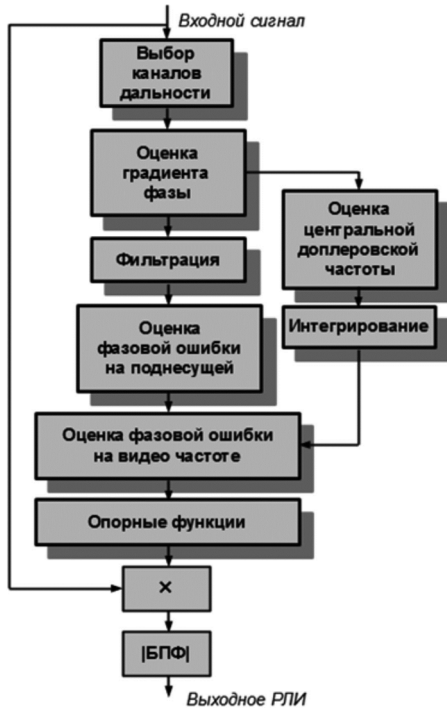 Входной сигнал
Выбор
каналов
дальности
Оценка
градиента
фазы
Оценка
центральной
доплеровской
частоты
Фильтрация
Интегрирование
Оценка
фазовой ошибки
на поднесущей
Оценка фазовой ошибки
на видео частоте
Опорные функции
×
|БПФ|
Выходное РЛИ